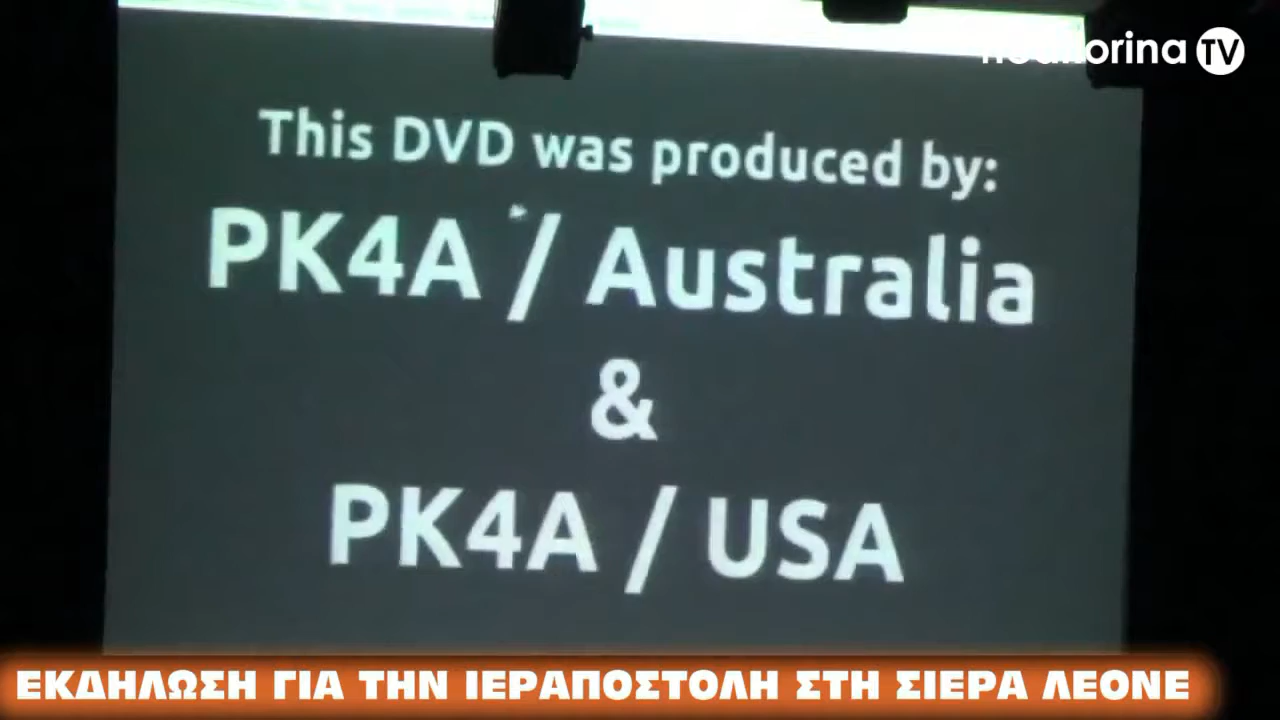 TV
This DVD was produced by:
PK4A / Australia
&
PK4A / USA
ΕΚΔΗΛΩΣΗ ΓΙΑ ΤΗΝ ΙΕΡΑΠΟΣΤΟΛΗ ΣΤΗ ΣΙΕΡΑ ΛΕΟΝΕ